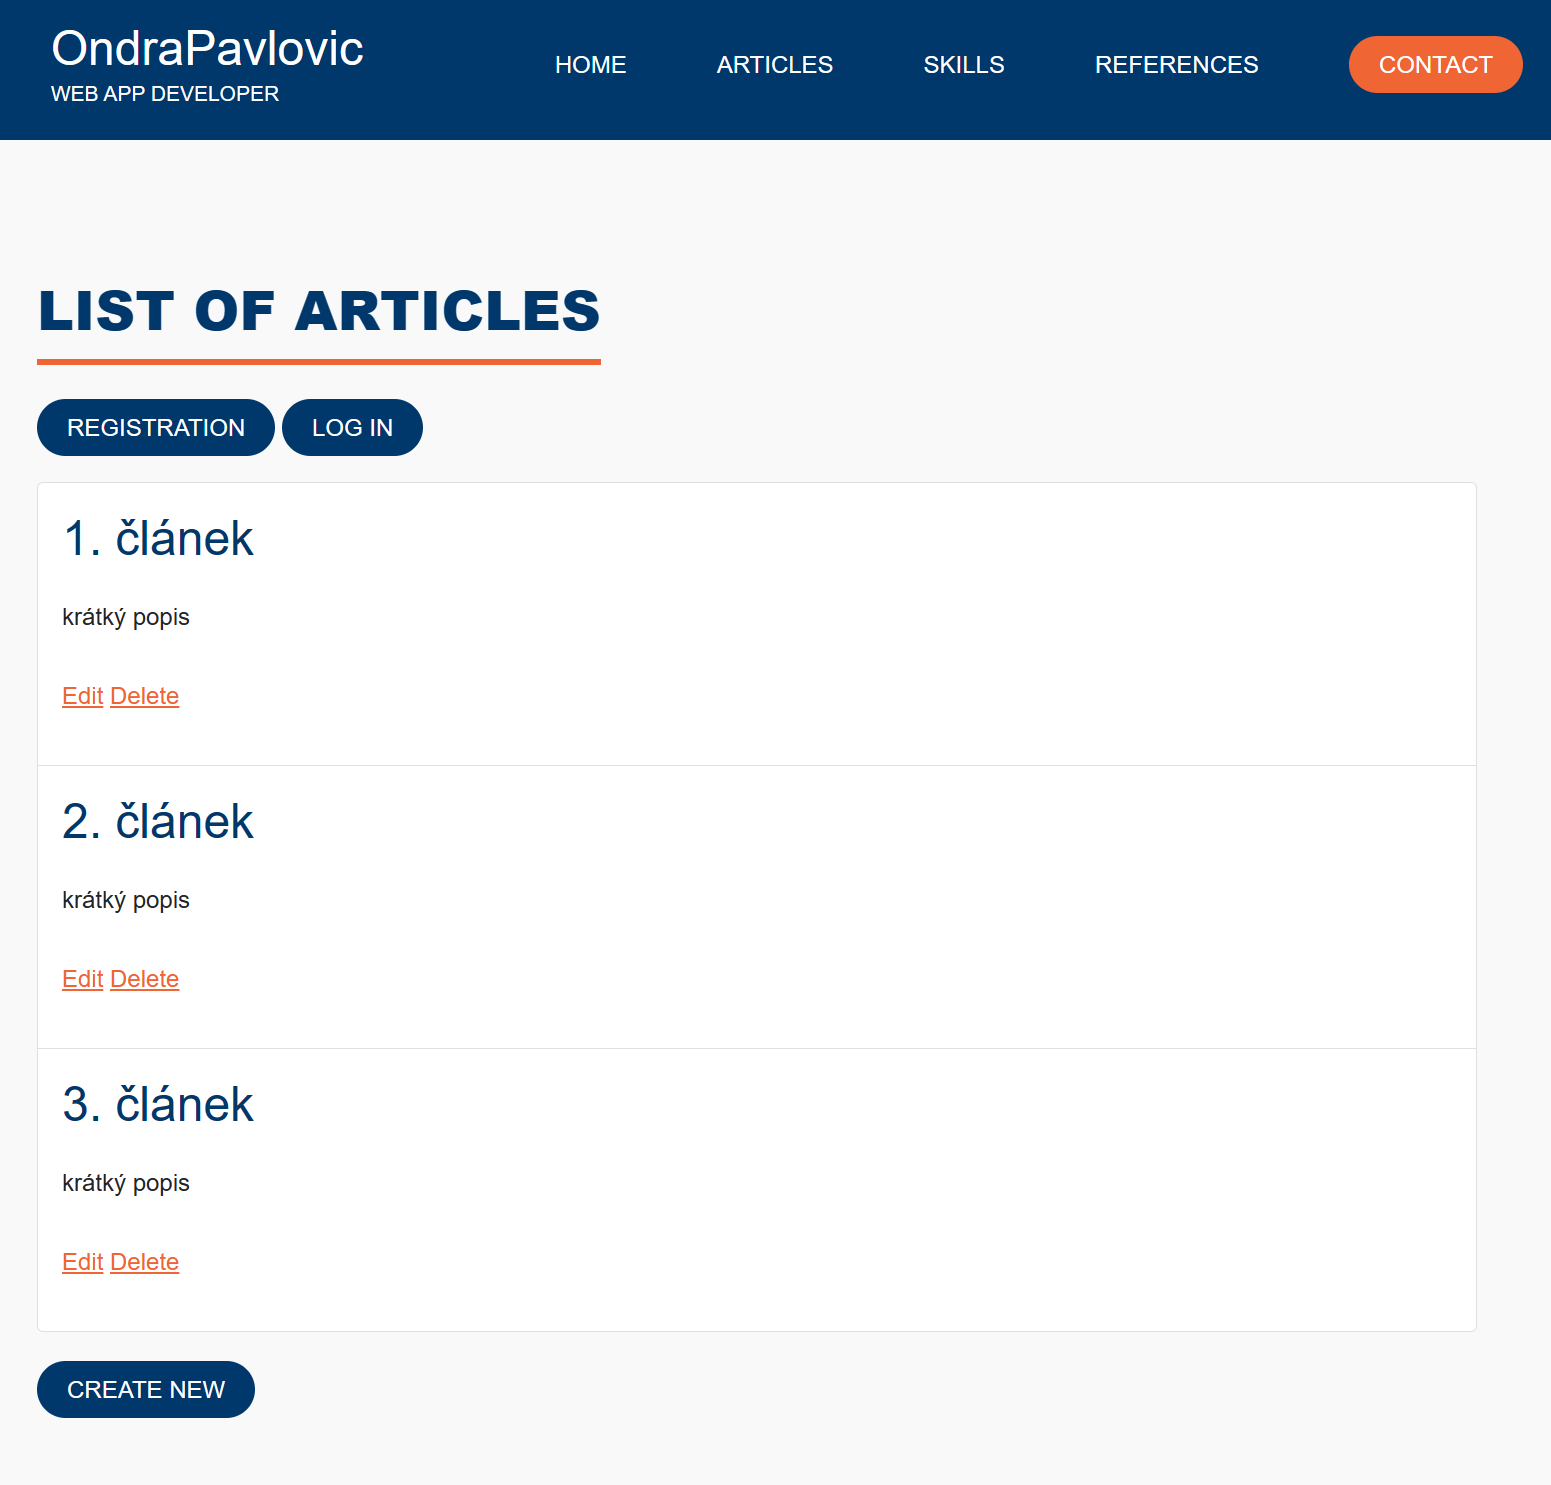 OndraPavlovic
WEB APP DEVELOPER
HOME ARTICLES SKILLS REFERENCES CONTACT
LIST OF ARTICLES
REGISTRATION LOG IN
1. článek
krátký popis
Edit Delete
2. článek
krátký popis
Edit Delete
3. článek
krátký popis
Edit Delete
CREATE NEW